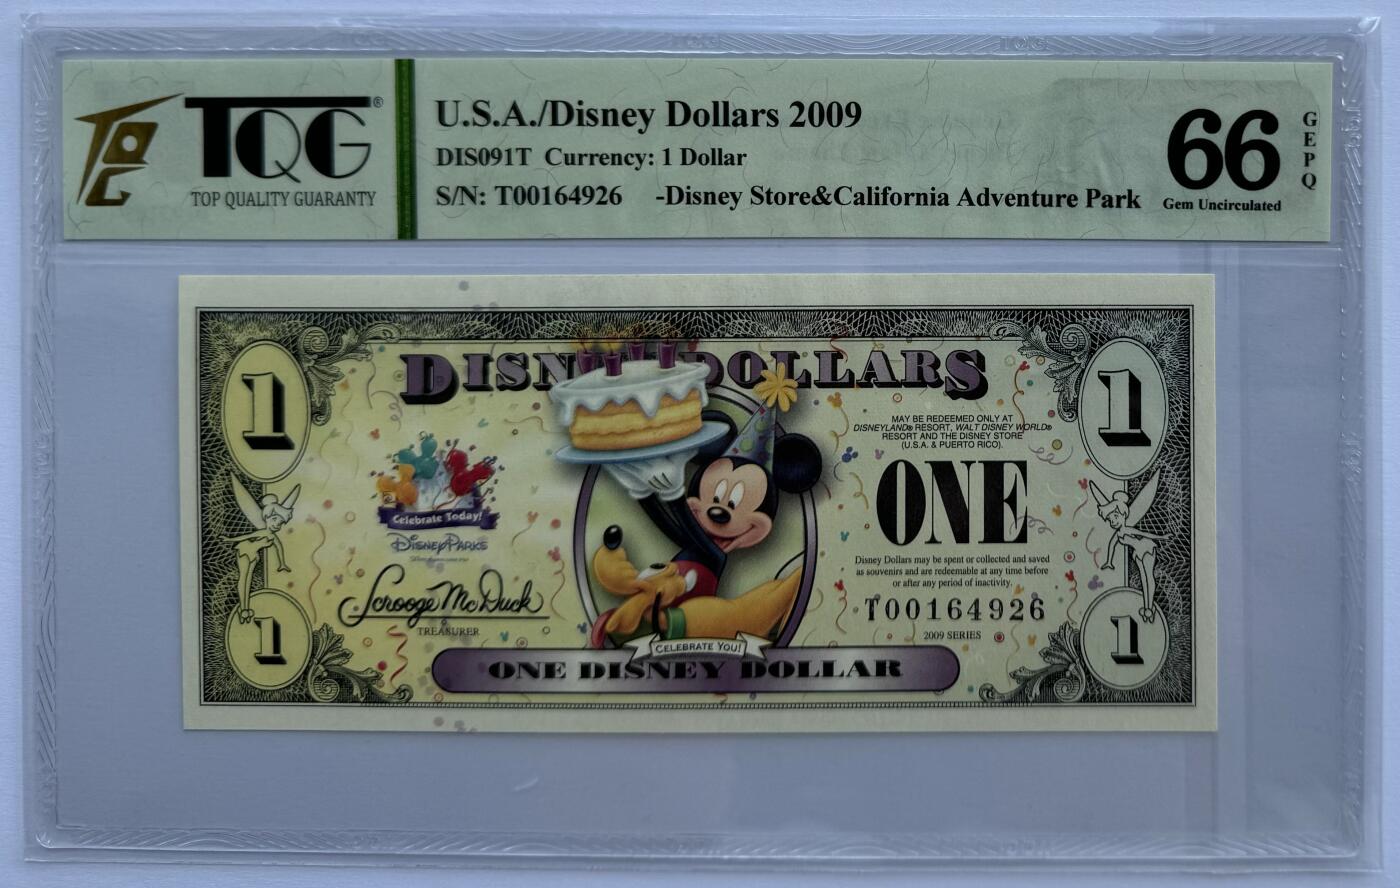 TQG®
TOP QUALITY GUARANTY
U.S.A./Disney Dollars 2009
DIS091T Currency: 1 Dollar
S/N: T00164926 -Disney Store&California Adventure Park
66
Gem Uncirculated
GEPQ
1
1
DISNEY DOLLARS
MAY BE REDEEMED ONLY AT
DISNEYLAND® RESORT, WALT DISNEY WORLD®
RESORT AND THE DISNEY STORE
(U.S.A. & PUERTO RICO).
ONE
Celebrate Today!
DISNEY PARKS
Disney Dollars may be spent or collected and saved
as souvenirs and are redeemable at any time before
or after any period of inactivity.
Scrooge McDuck
TREASURER
T00164926
2009 SERIES
CELEBRATE YOU!
1
1
ONE DISNEY DOLLAR